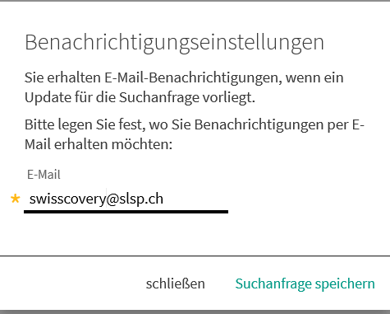 Benachrichtigungseinstellungen
Sie erhalten E-Mail-Benachrichtigungen, wenn ein
Update für die Suchanfrage vorliegt.
Bitte legen Sie fest, wo Sie Benachrichtigungen per E-
Mail erhalten möchten:
E-Mail
* swisscovery@slsp.ch
schließen Suchanfrage speichern